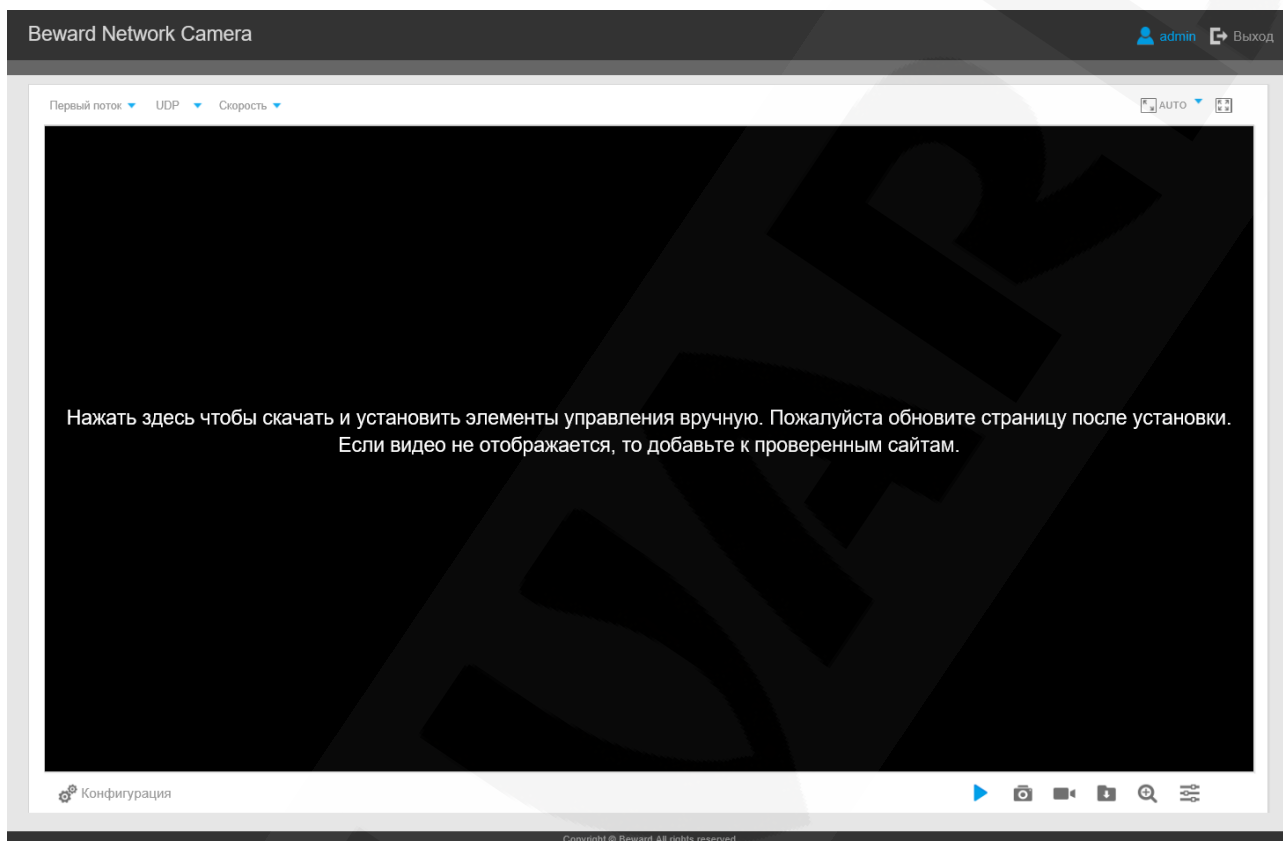 Beward Network Camera
admin Выход
Первый поток UDP Скорость
AUTO
Нажать здесь чтобы скачать и установить элементы управления вручную. Пожалуйста обновите страницу после установки.
Если видео не отображается, то добавьте к проверенным сайтам.
Конфигурация
Copyright © Beward All rights reserved